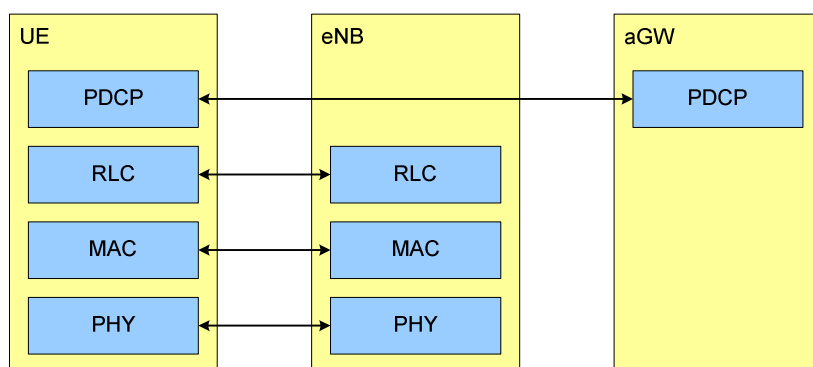 UE eNB aGW
PDCP PDCP
RLC RLC
MAC MAC
PHY PHY